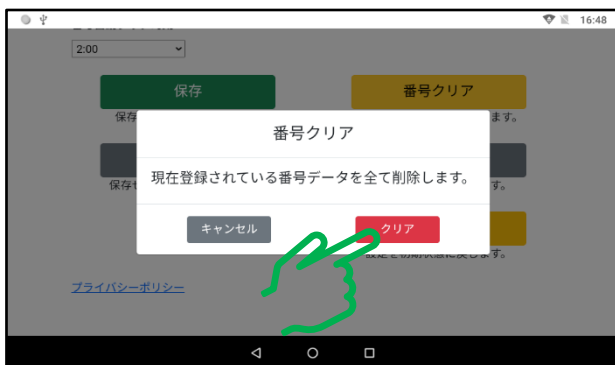 16:48
2:00
保存
番号クリア
保存
ます。
番号クリア
現在登録されている番号データを全て削除します。
保存せ
す。
キャンセル
クリア
設定を初期状態に戻します。
プライバシーポリシー